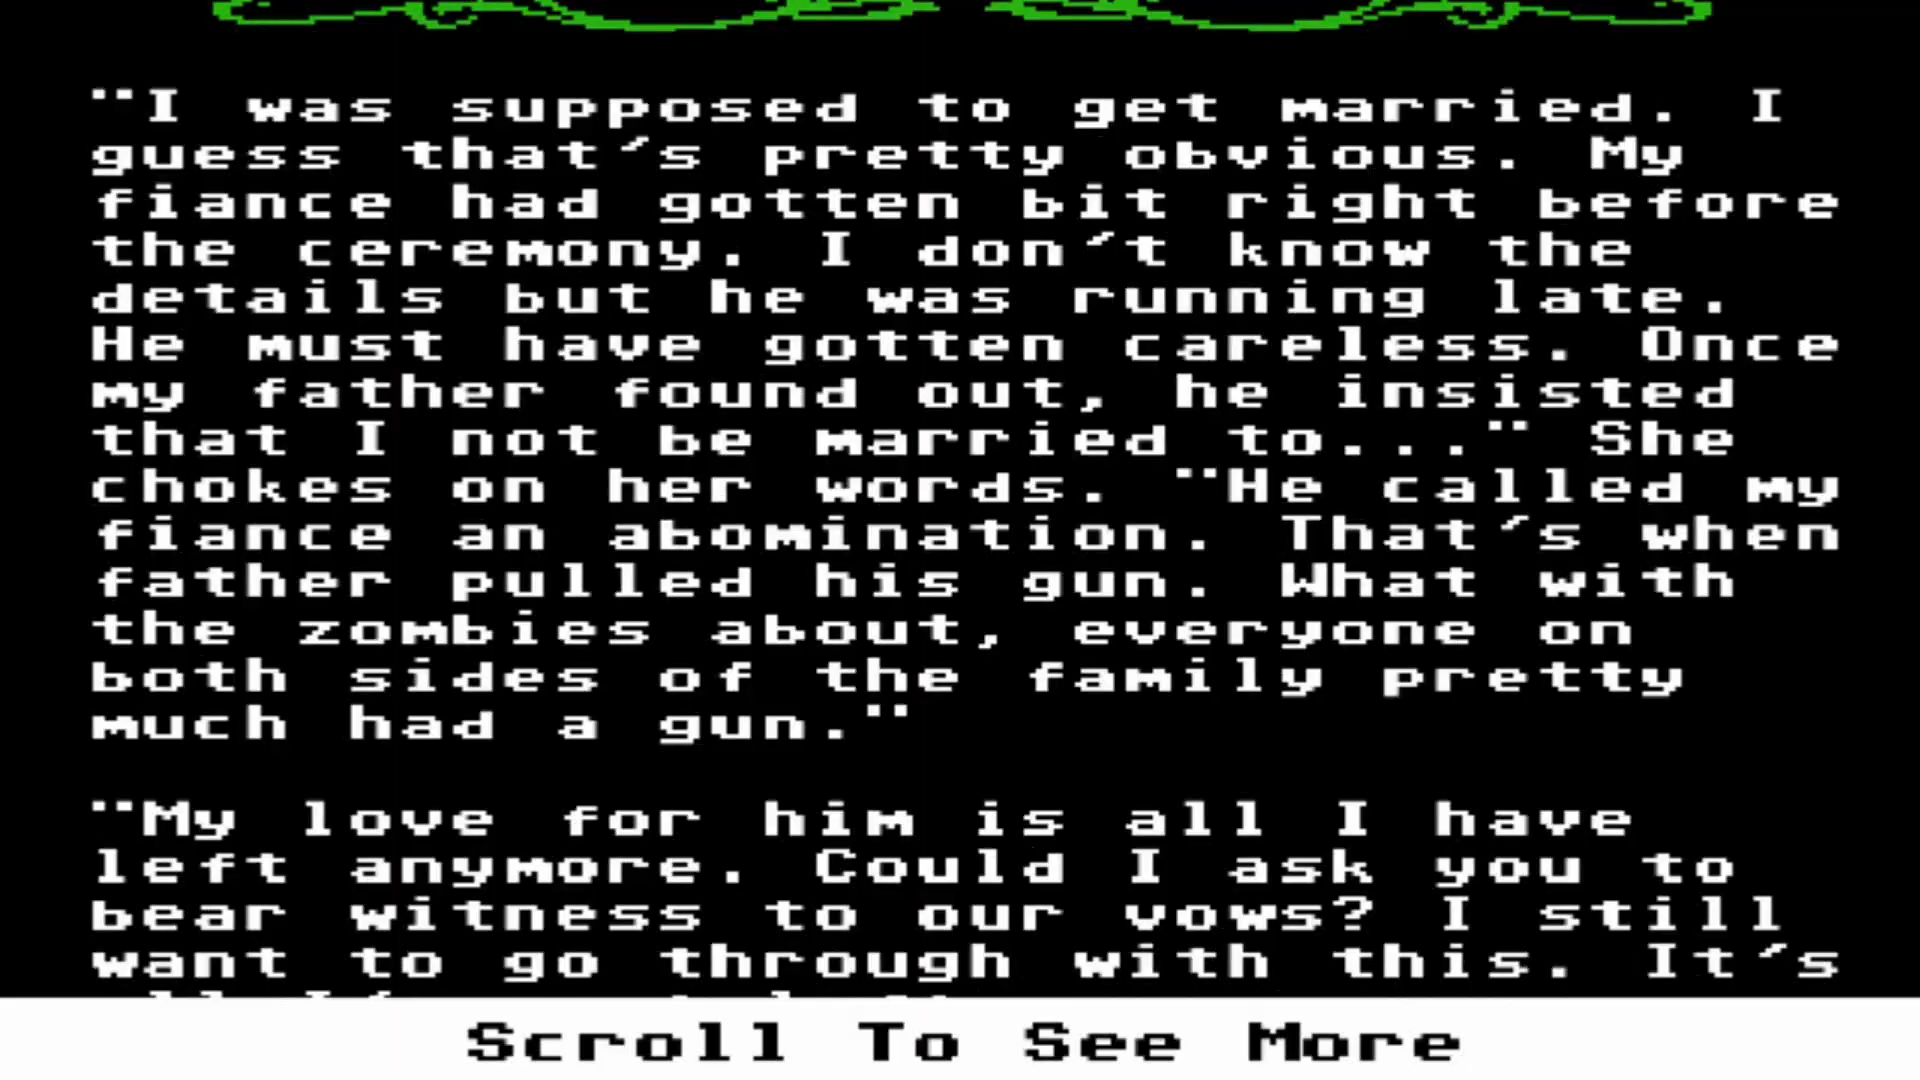 "I was supposed to get married. I
guess that's pretty obvious. My
fiance had gotten bit right before
the ceremony. I don't know the
details but he was running late.
He must have gotten careless. Once
my father found out, he insisted
that I not be married to..." She
chokes on her words. "He called my
fiance an abomination. That's when
father pulled his gun. What with
the zombies about, everyone on
both sides of the family pretty
much had a gun."
"My love for him is all I have
left anymore. Could I ask you to
bear witness to our vows? I still
want to go through with this. It's
Scroll To See More